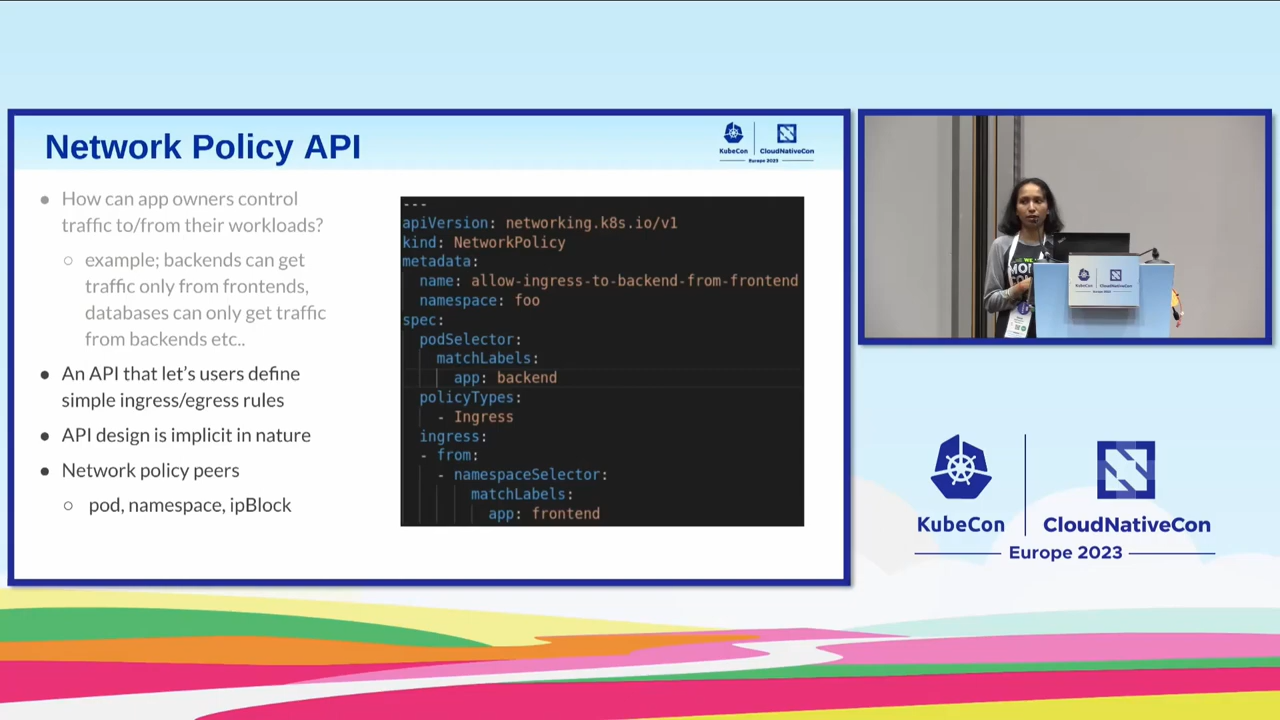 Network Policy API
KubeCon
CloudNativeCon
Europe 2023
● How can app owners control
traffic to/from their workloads?
○ example; backends can get
traffic only from frontends,
databases can only get traffic
from backends etc..
● An API that let's users define
simple ingress/egress rules
● API design is implicit in nature
● Network policy peers
○ pod, namespace, ipBlock
---
apiVersion: networking.k8s.io/v1
kind: NetworkPolicy
metadata:
  name: allow-ingress-to-backend-from-frontend
  namespace: foo
spec:
  podSelector:
    matchLabels:
      app: backend
  policyTypes:
    - Ingress
  ingress:
  - from:
    - namespaceSelector:
        matchLabels:
          app: frontend
KubeCon
CloudNativeCon
Europe 2023